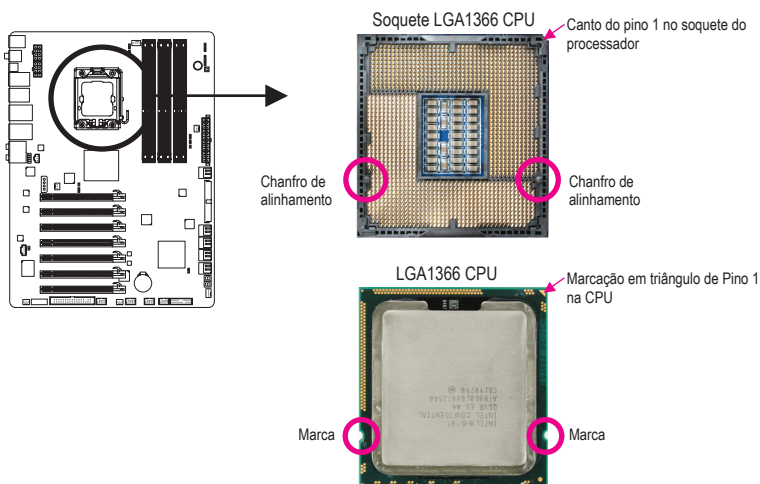 Soquete LGA1366 CPU
Canto do pino 1 no soquete do
processador
Chanfro de
alinhamento
Chanfro de
alinhamento
LGA1366 CPU
Marcação em triângulo de Pino 1
na CPU
INTEL CONFIDENTIAL
Marca
Marca